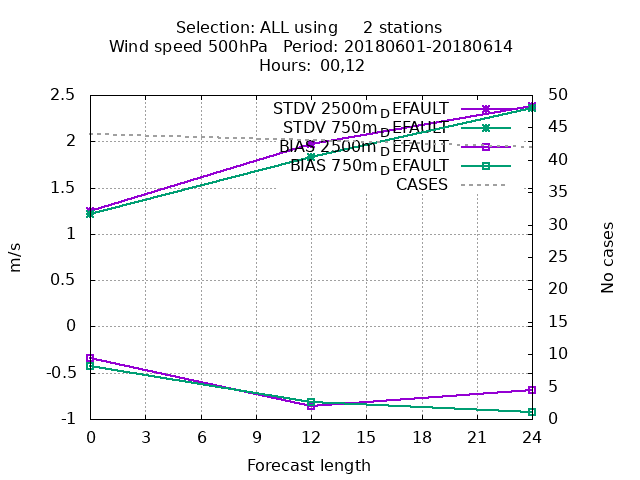 Selection: ALL using 2 stations
Wind speed 500hPa Period: 20180601-20180614
Hours: 00,12
STDV 2500m_DEFAULT
STDV 750m_DEFAULT
BIAS 2500m_DEFAULT
BIAS 750m_DEFAULT
CASES
2.5
2
1.5
1
0.5
0
-0.5
-1
m/s
50
45
40
35
30
25
20
15
10
5
0
No cases
0 3 6 9 12 15 18 21 24
Forecast length